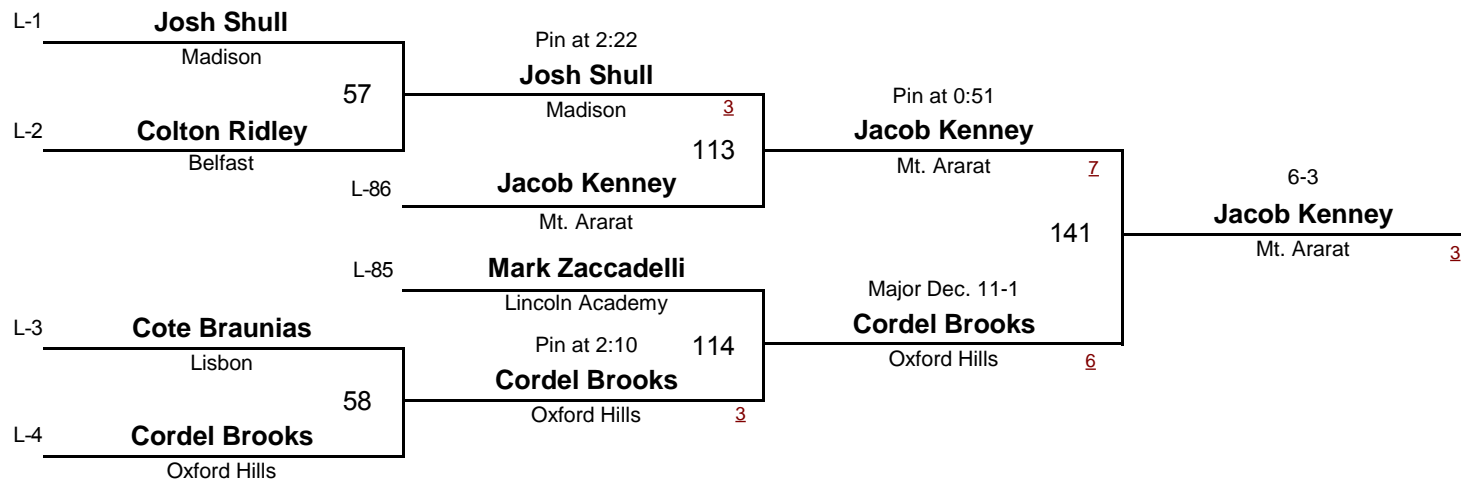 L-1
Josh Shull
Madison
57
L-2
Colton Ridley
Belfast
Pin at 2:22
Josh Shull
Madison
3
113
L-86
Jacob Kenney
Mt. Ararat
Pin at 0:51
Jacob Kenney
Mt. Ararat
7
141
6-3
Jacob Kenney
Mt. Ararat
3
L-85
Mark Zaccadelli
Lincoln Academy
114
L-3
Cote Braunias
Lisbon
58
L-4
Cordel Brooks
Oxford Hills
Pin at 2:10
Cordel Brooks
Oxford Hills
3
Major Dec. 11-1
Cordel Brooks
Oxford Hills
6